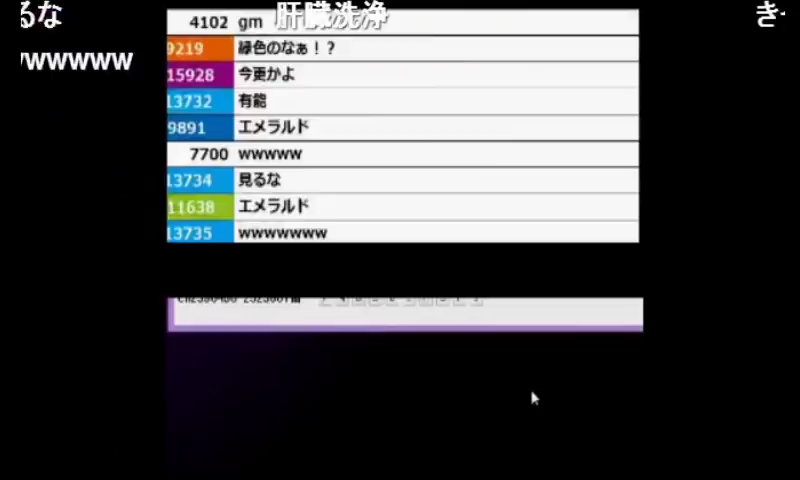 るな
肝臓洗浄
き
wwwwww
4102 gm
9219 緑色のなぁ！？
15928 今更かよ
13732 有能
9891 エメラルド
7700 wwwww
13734 見るな
11638 エメラルド
13735 wwwwwww